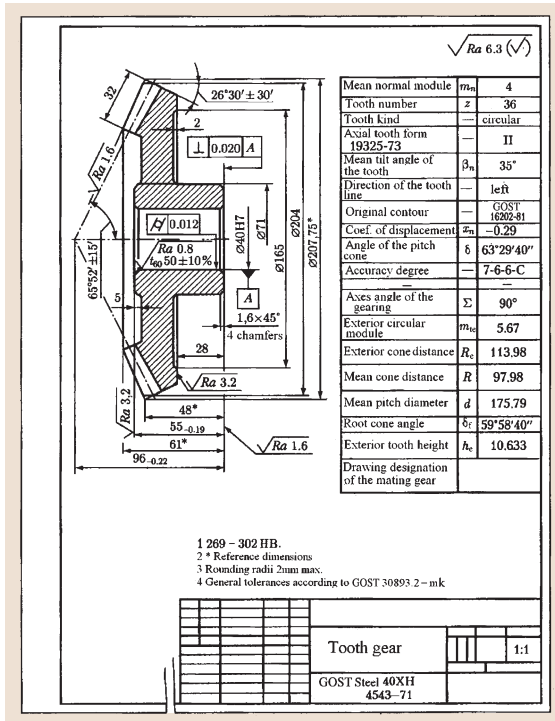 Ra 6.3 (√)
32
26°30′± 30′
2
⊥ 0.020 A
Ra 1.6
65°52′ ±15′
0.012
Ra 0.8
t60 50 ±10%
⌀40H7
⌀71
⌀165
⌀204
⌀207,75*
5
A
1,6×45°
4 chamfers
28
Ra 3.2
Ra 3,2
48*
55 -0.19
61*
96 -0.22
Ra 1.6
Mean normal module mn 4
Tooth number z 36
Tooth kind — circular
Axial tooth form 19325-73 — II
Mean tilt angle of the tooth βn 35°
Direction of the tooth line — left
Original contour — GOST 16202-81
Coef. of displacement xn −0.29
Angle of the pitch cone δ 63°29′40″
Accuracy degree — 7-6-6-C
— —
Axes angle of the gearing Σ 90°
Exterior circular module mte 5.67
Exterior cone distance Re 113.98
Mean cone distance R 97.98
Mean pitch diameter d 175.79
Root cone angle δf 59°58′40″
Exterior tooth height he 10.633
Drawing designation of the mating gear
1 269 – 302 HB.
2 * Reference dimensions
3 Rounding radii 2mm max.
4 General tolerances according to GOST 30893.2 – mk
Tooth gear
1:1
GOST Steel 40XH
4543–71